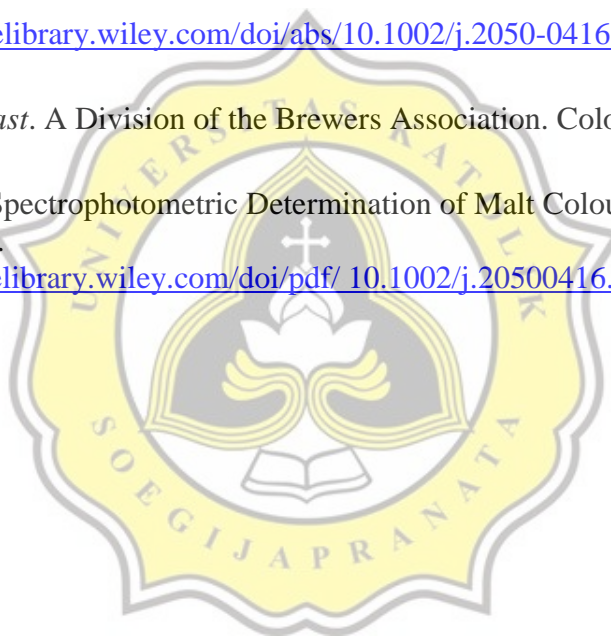 elibrary.wiley.com/doi/abs/10.1002/j.2050-0416
ast. A Division of the Brewers Association. Colo
Spectrophotometric Determination of Malt Colou
.
elibrary.wiley.com/doi/pdf/ 10.1002/j.20500416.
UNIVERSITAS KATOLIK
SOEGIJAPRANATA